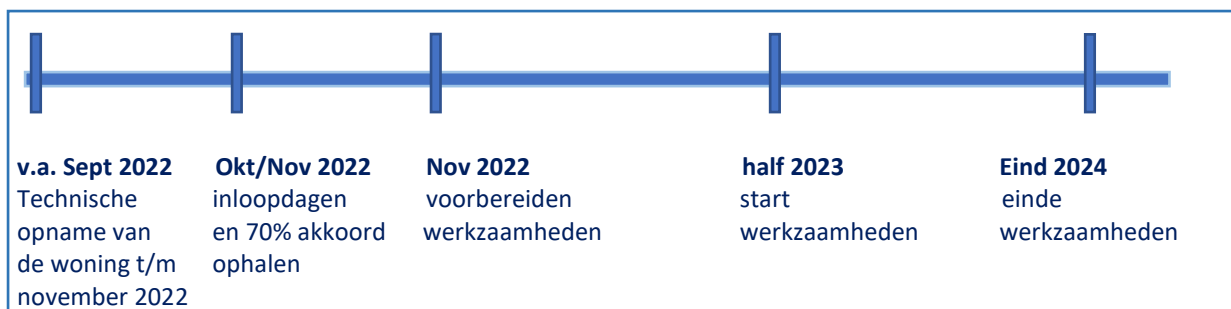 v.a. Sept 2022
Technische
opname van
de woning t/m
november 2022
Okt/Nov 2022
inloopdagen
en 70% akkoord
ophalen
Nov 2022
voorbereiden
werkzaamheden
half 2023
start
werkzaamheden
Eind 2024
einde
werkzaamheden